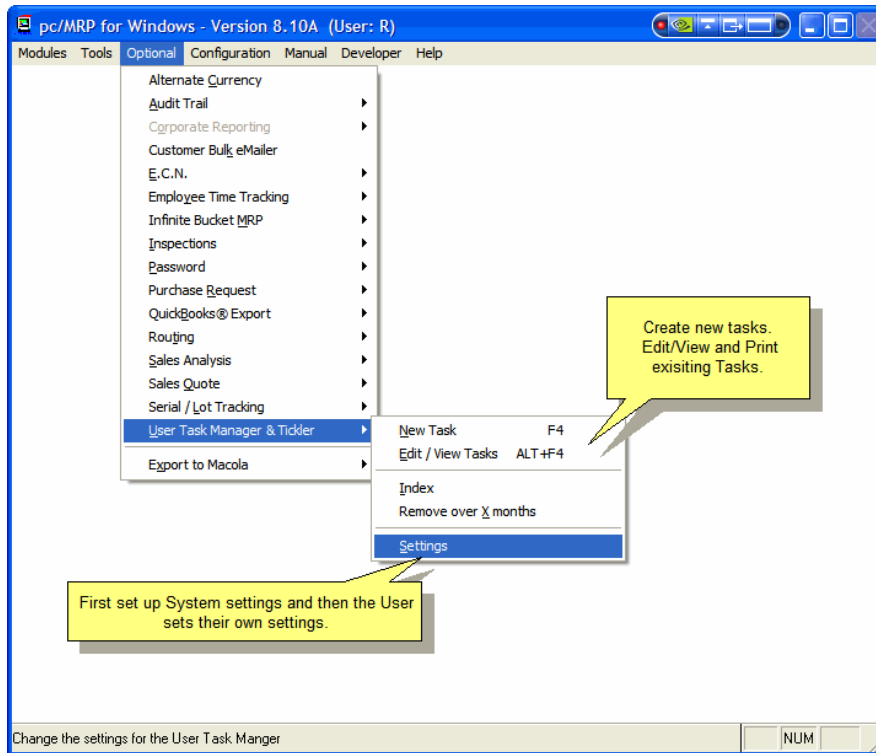 pc/MRP for Windows - Version 8.10A (User: R)
Modules Tools Optional Configuration Manual Developer Help
Alternate Currency
Audit Trail
Corporate Reporting
Customer Bulk eMailer
E.C.N.
Employee Time Tracking
Infinite Bucket MRP
Inspections
Password
Purchase Request
QuickBooks® Export
Routing
Sales Analysis
Sales Quote
Serial / Lot Tracking
User Task Manager & Tickler
Export to Macola
Create new tasks.
Edit/View and Print
exisiting Tasks.
New Task F4
Edit / View Tasks ALT+F4
Index
Remove over X months
Settings
First set up System settings and then the User
sets their own settings.
Change the settings for the User Task Manger
NUM